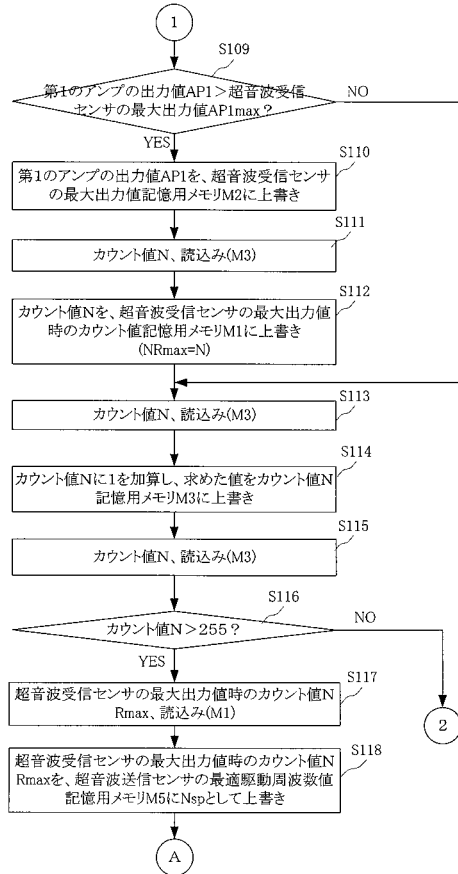 1
S109
第1のアンプの出力値AP1＞超音波受信
センサの最大出力値AP1max？
NO
YES
S110
第1のアンプの出力値AP1を、超音波受信センサ
の最大出力値記憶用メモリM2に上書き
S111
カウント値N、読込み(M3)
S112
カウント値Nを、超音波受信センサの最大出力値
時のカウント値記憶用メモリM1に上書き
(NRmax=N)
S113
カウント値N、読込み(M3)
S114
カウント値Nに1を加算し、求めた値をカウント値N
記憶用メモリM3に上書き
S115
カウント値N、読込み(M3)
S116
カウント値N＞255？
NO
YES
S117
超音波受信センサの最大出力値時のカウント値N
Rmax、読込み(M1)
2
S118
超音波受信センサの最大出力値時のカウント値N
Rmaxを、超音波送信センサの最適駆動周波数値
記憶用メモリM5にNspとして上書き
A